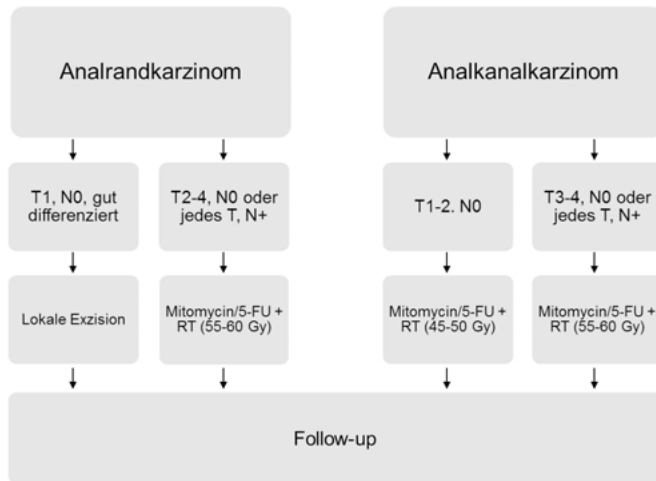 Analrandkarzinom
Analkanalkarzinom
T1, N0, gut
differenziert
T2-4, N0 oder
jedes T, N+
T1-2. N0
T3-4, N0 oder
jedes T, N+
Lokale Exzision
Mitomycin/5-FU +
RT (55-60 Gy)
Mitomycin/5-FU +
RT (45-50 Gy)
Mitomycin/5-FU +
RT (55-60 Gy)
Follow-up